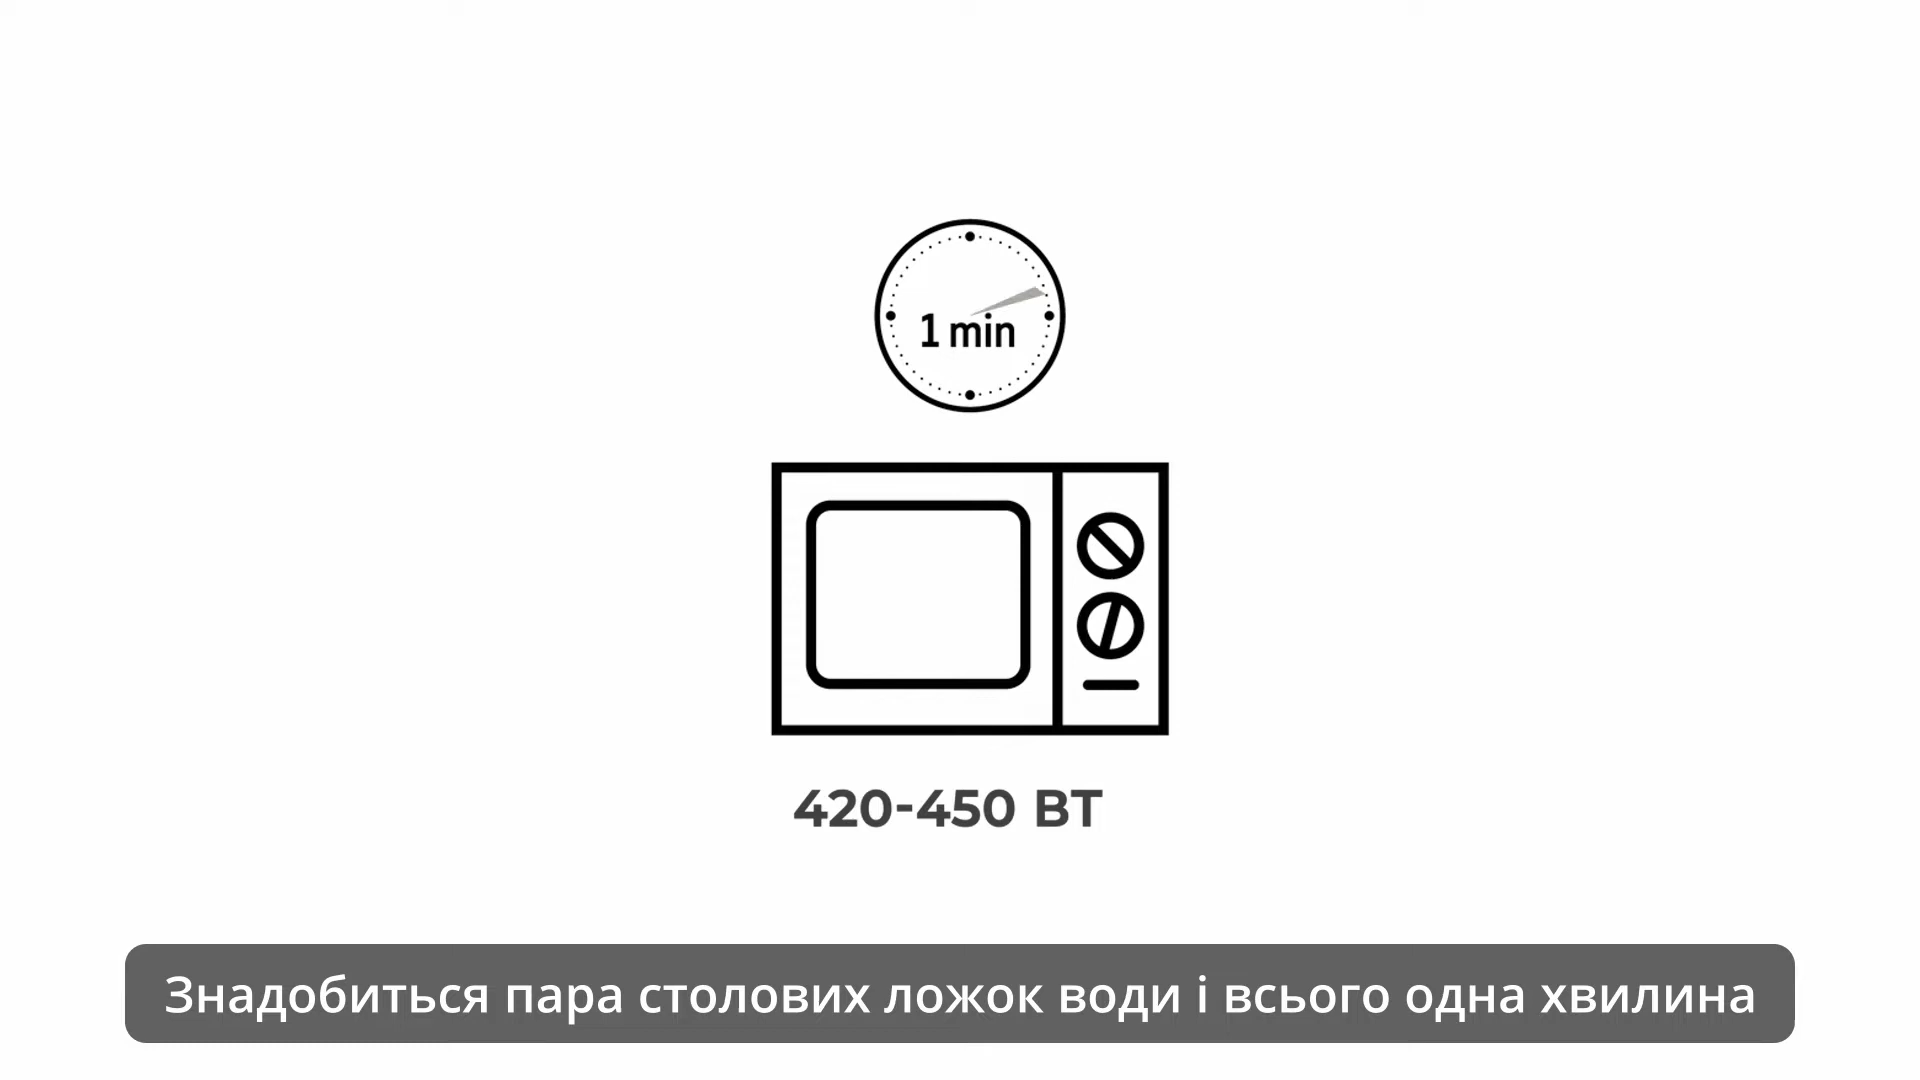 1 min
420-450 ВТ
Знадобиться пара столових ложок води і всього одна хвилина